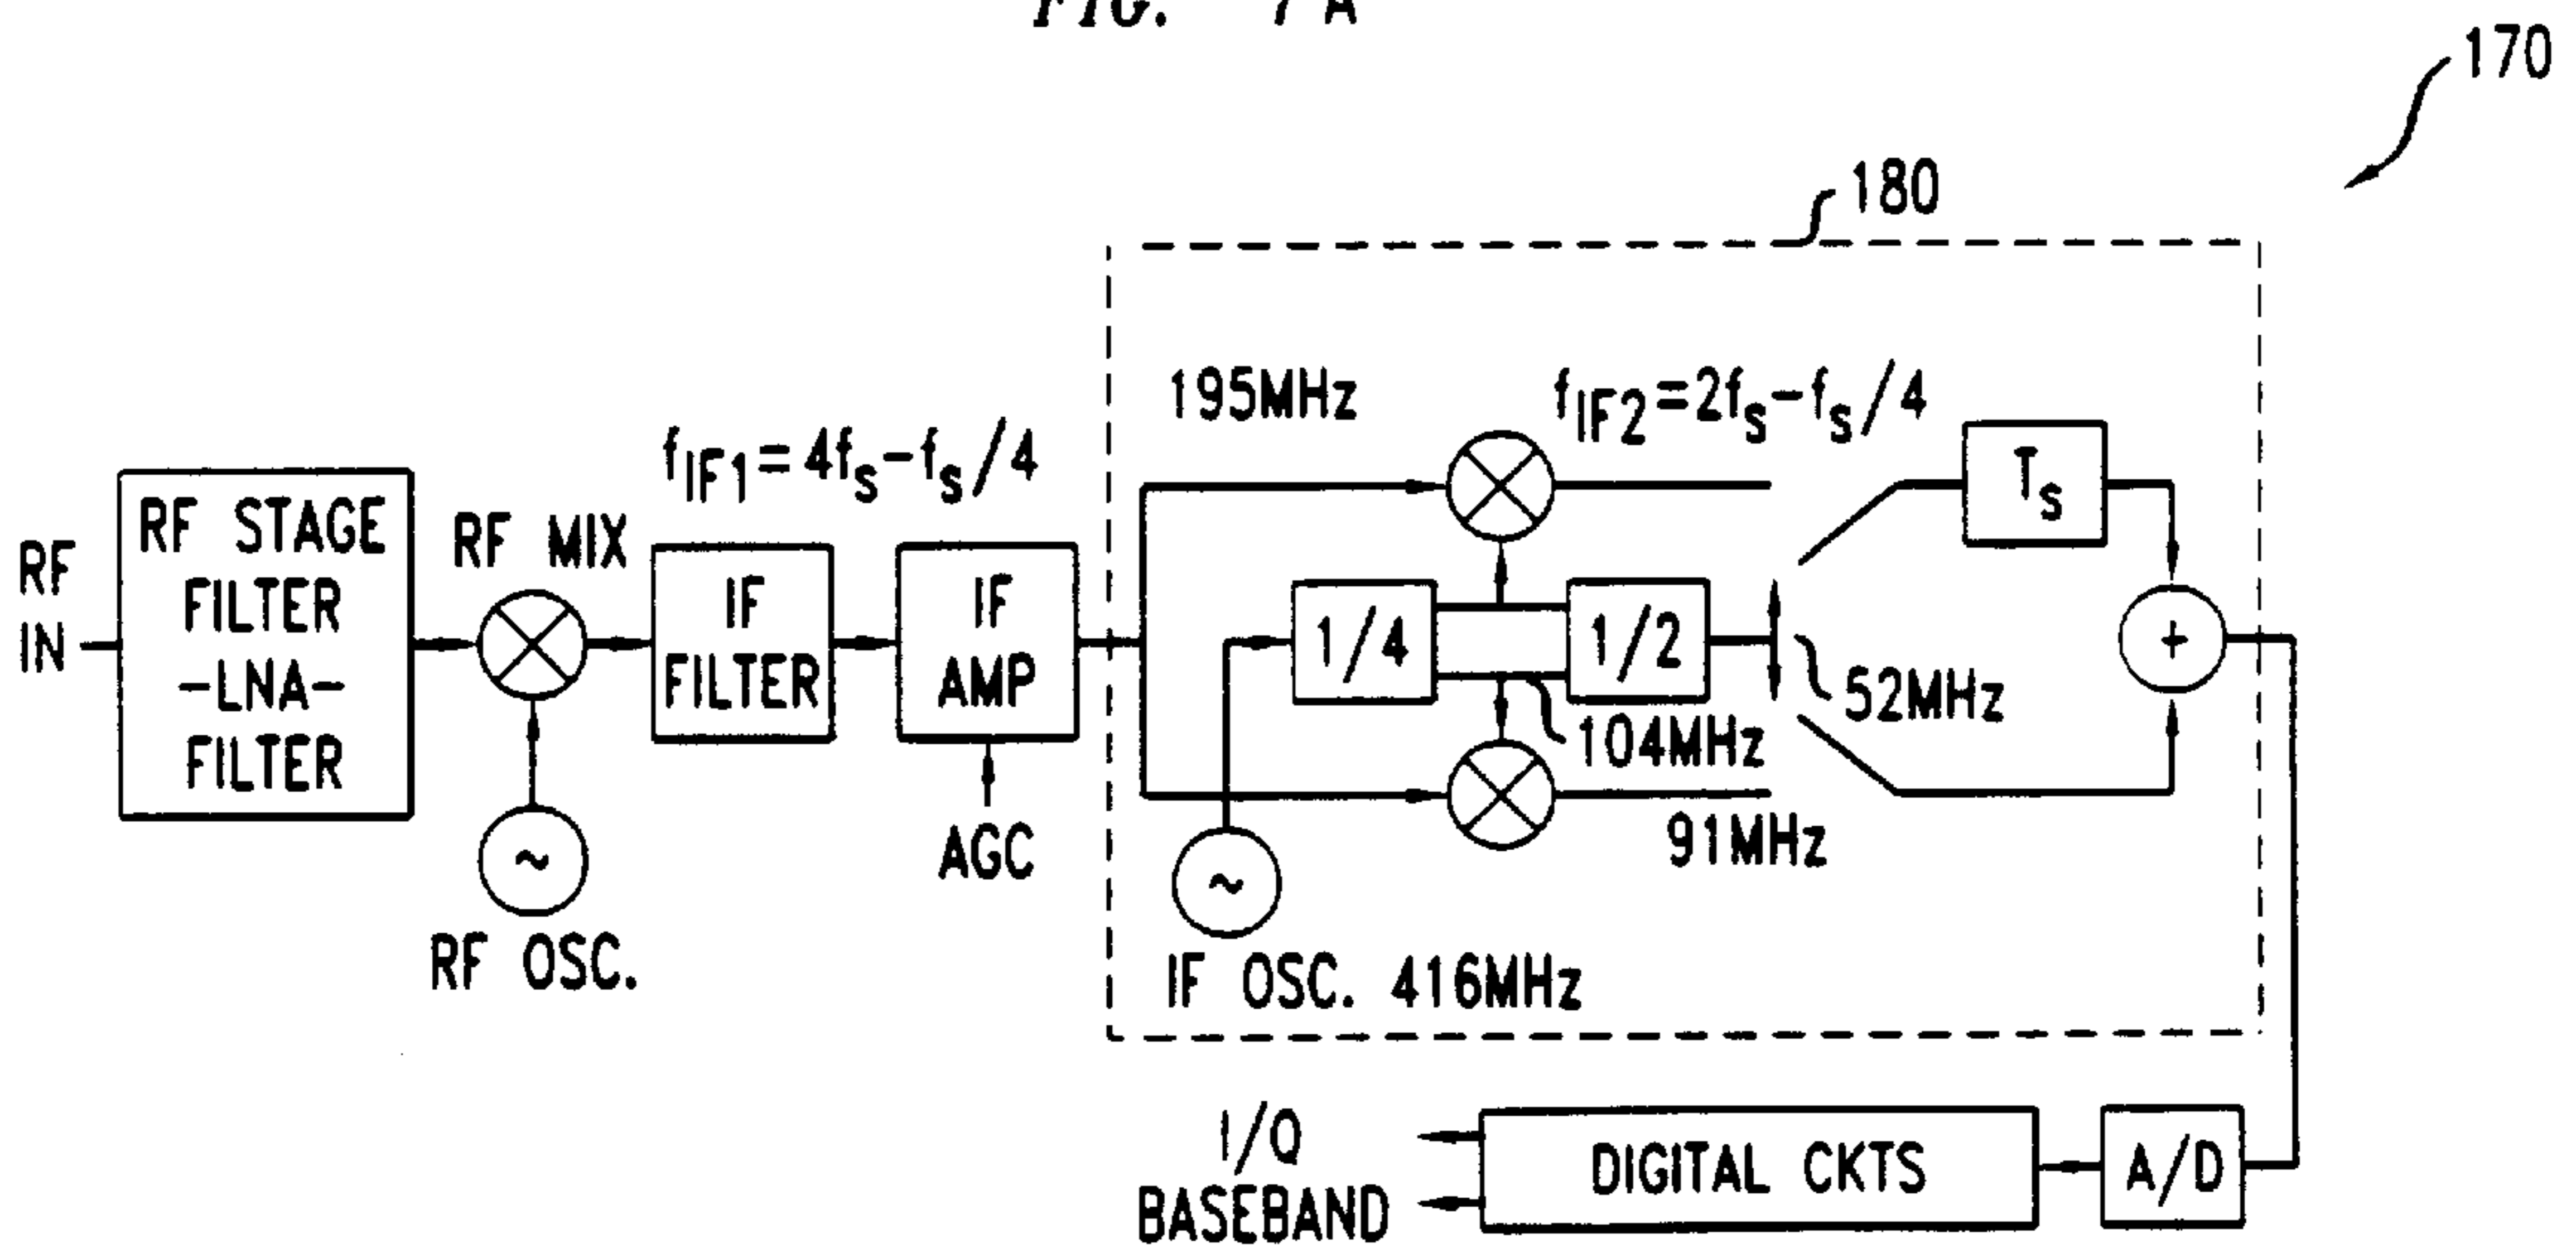 FIG. 7A
170
180
RF IN
RF STAGE
FILTER
-LNA-
FILTER
RF MIX
RF OSC.
f_IF1=4f_s-f_s/4
IF
FILTER
IF
AMP
AGC
195MHz
f_IF2=2f_s-f_s/4
1/4
1/2
104MHz
52MHz
91MHz
~
~
IF OSC. 416MHz
T_s
+
A/D
DIGITAL CKTS
I/Q
BASEBAND